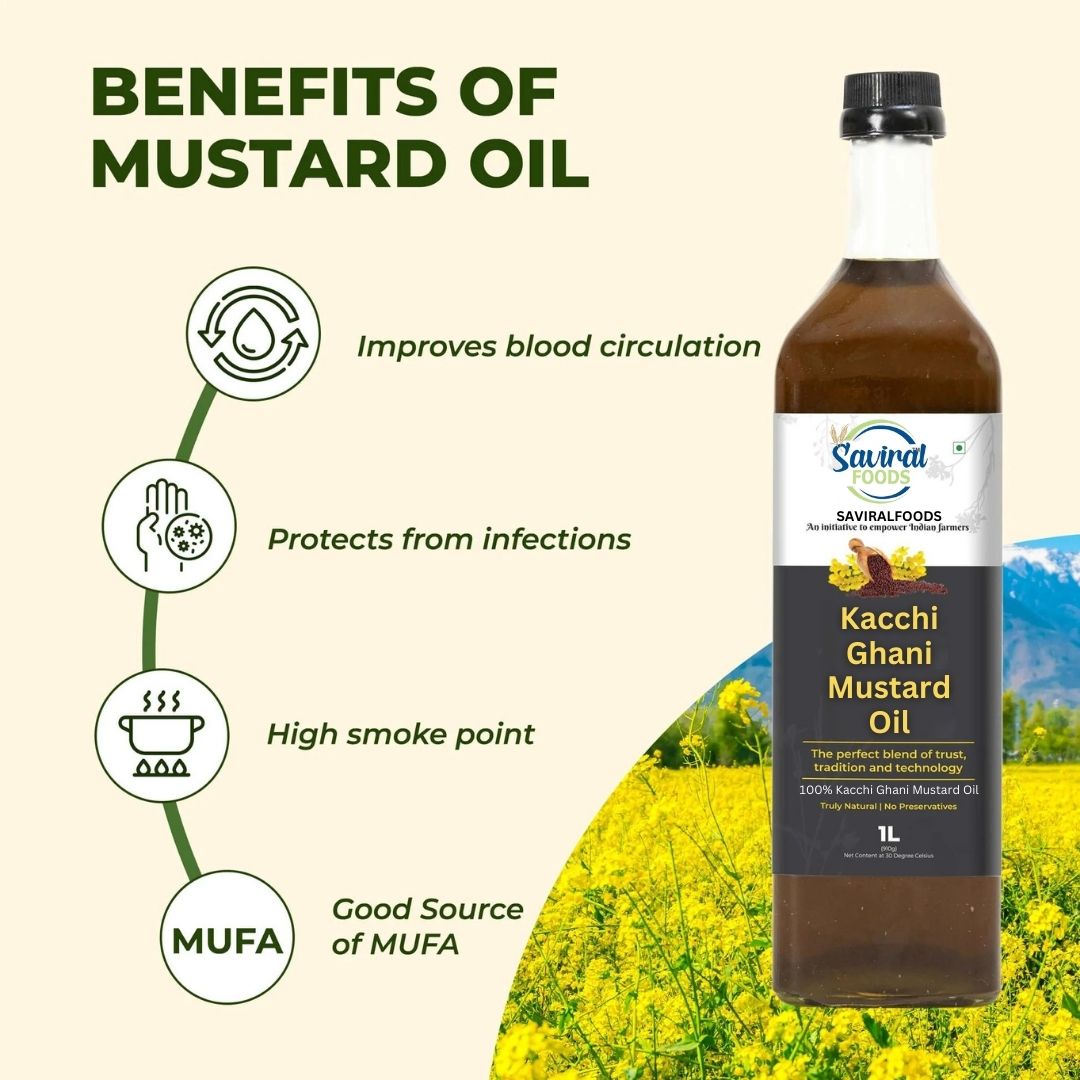 BENEFITS OF
MUSTARD OIL
Improves blood circulation
Protects from infections
High smoke point
MUFA
Good Source
of MUFA
Saviral
FOODS
SAVIRALFOODS
An initiative to empower Indian farmers
Kacchi
Ghani
Mustard
Oil
The perfect blend of trust,
tradition and technology
100% Kacchi Ghani Mustard Oil
Truly Natural | No Preservatives
1L
(910g)
Net Content at 30 Degree Celsius